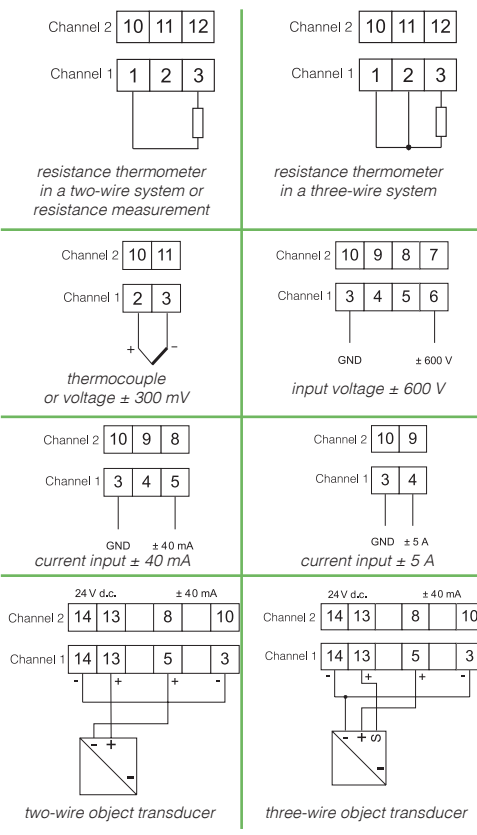 Channel 2 10 11 12
Channel 1 1 2 3
resistance thermometer
in a two-wire system or
resistance measurement
Channel 2 10 11 12
Channel 1 1 2 3
resistance thermometer
in a three-wire system
Channel 2 10 11
Channel 1 2 3
+ -
thermocouple
or voltage ± 300 mV
Channel 2 10 9 8 7
Channel 1 3 4 5 6
GND ± 600 V
input voltage ± 600 V
Channel 2 10 9 8
Channel 1 3 4 5
GND ± 40 mA
current input ± 40 mA
Channel 2 10 9
Channel 1 3 4
GND ± 5 A
current input ± 5 A
24 V d.c. ± 40 mA
Channel 2 14 13 8 10
Channel 1 14 13 5 3
- + + -
- +
-
two-wire object transducer
24 V d.c. ± 40 mA
Channel 2 14 13 8 10
Channel 1 14 13 5 3
- + + -
- + S
-
three-wire object transducer